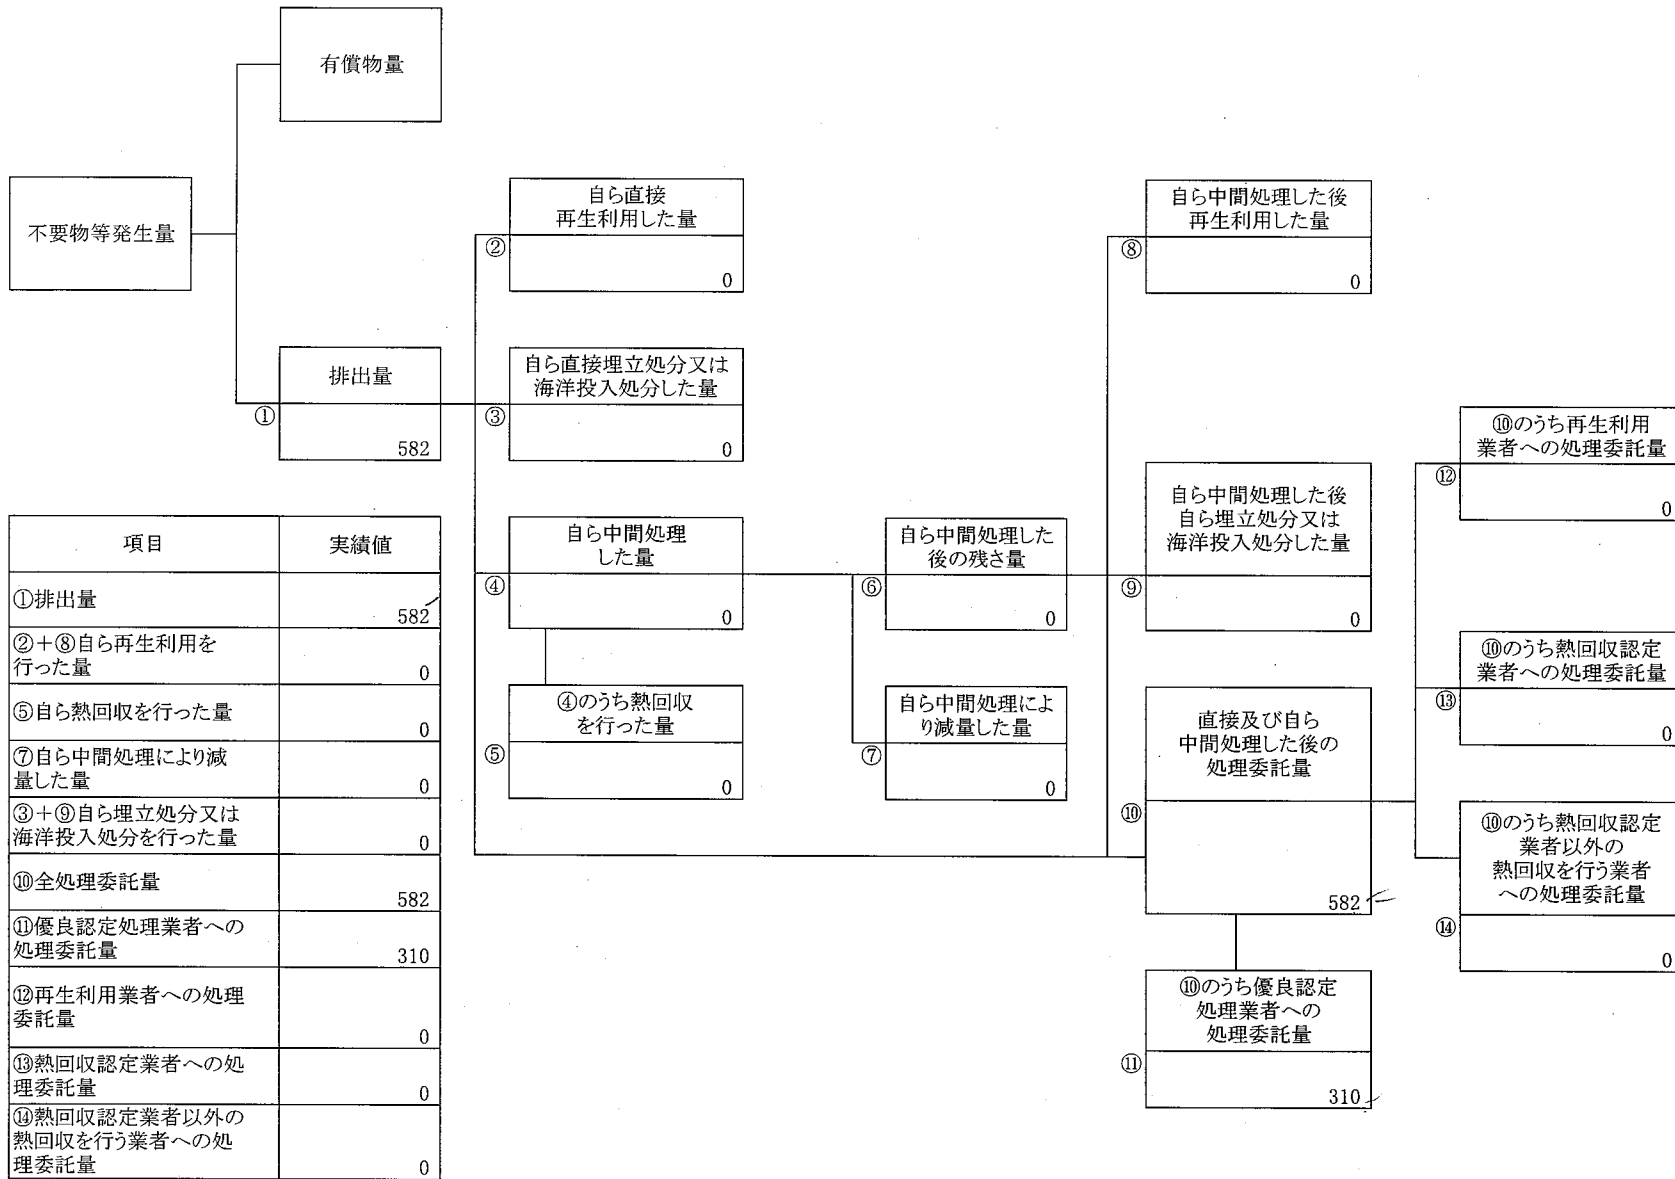 有償物量
不要物等発生量
自ら直接
再生利用した量
②
0
自ら中間処理した後
再生利用した量
⑧
0
排出量
①
582
自ら直接埋立処分又は
海洋投入処分した量
③
0
⑩のうち再生利用
業者への処理委託量
⑫
0
自ら中間処理
した量
④
0
自ら中間処理した
後の残さ量
⑥
0
自ら中間処理した後
自ら埋立処分又は
海洋投入処分した量
⑨
0
⑩のうち熱回収認定
業者への処理委託量
⑬
0
④のうち熱回収
を行った量
⑤
0
自ら中間処理によ
り減量した量
⑦
0
直接及び自ら
中間処理した後の
処理委託量
⑩
582
⑩のうち熱回収認定
業者以外の
熱回収を行う業者
への処理委託量
⑭
0
⑩のうち優良認定
処理業者への
処理委託量
⑪
310
項目 実績値
①排出量
582
②＋⑧自ら再生利用を
行った量 0
⑤自ら熱回収を行った量
0
⑦自ら中間処理により減
量した量 0
③＋⑨自ら埋立処分又は
海洋投入処分を行った量 0
⑩全処理委託量
582
⑪優良認定処理業者への
処理委託量 310
⑫再生利用業者への処理
委託量
0
⑬熱回収認定業者への処
理委託量 0
⑭熱回収認定業者以外の
熱回収を行う業者への処
理委託量 0